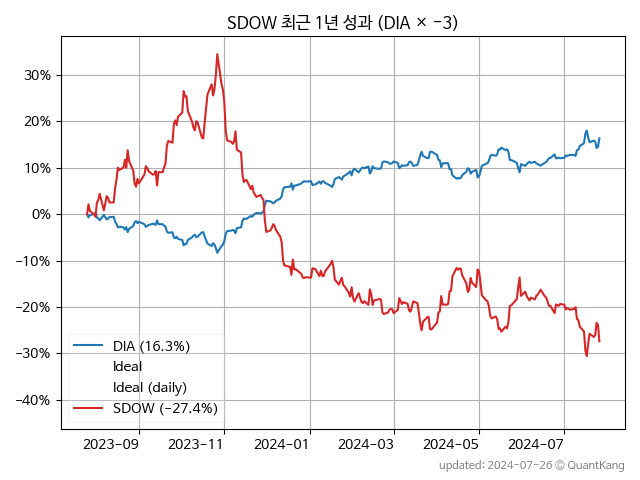 SDOW 최근 1년 성과 (DIA × −3)
30%
20%
10%
0%
−10%
−20%
−30%
−40%
DIA (16.3%)
Ideal
Ideal (daily)
SDOW (−27.4%)
2023−09
2023−11
2024−01
2024−03
2024−05
2024−07
updated: 2024-07-26 © QuantKang